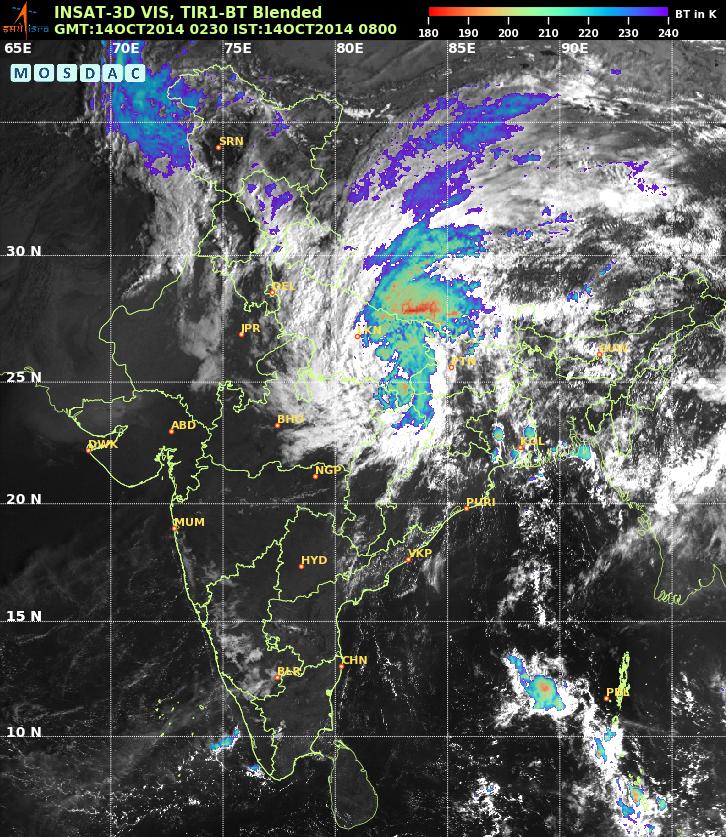 INSAT-3D VIS, TIR1-BT Blended
GMT:14OCT2014 0230 IST:14OCT2014 0800
BT in K
180 190 200 210 220 230 240
65E 70E 75E 80E 85E 90E
MOSDAC
SRN
30 N
DEL
JPR
LKN
PTN
GUW
25 N
ABD
BHO
DWK
KOL
NGP
20 N
PURI
MUM
VKP
HYD
15 N
CHN
BLR
PBL
10 N